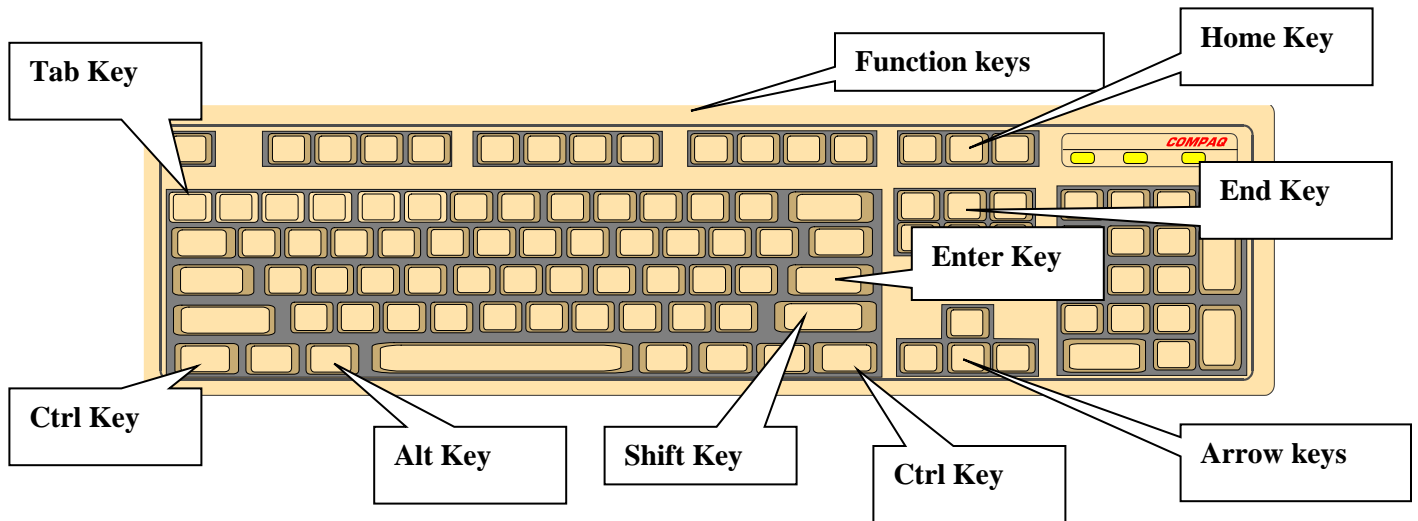 Home Key
Function keys
Tab Key
COMPAQ
End Key
Enter Key
Ctrl Key
Alt Key
Shift Key
Ctrl Key
Arrow keys